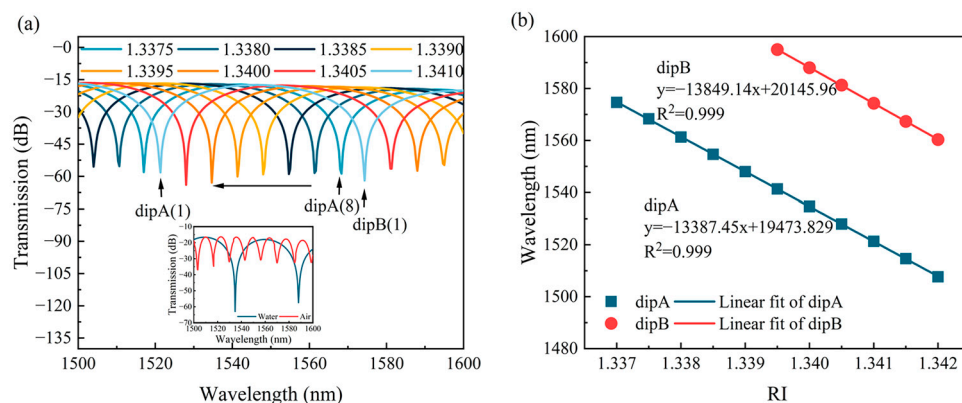 (a)
1.3375 1.3380 1.3385 1.3390
1.3395 1.3400 1.3405 1.3410
Transmission (dB)
−0
−15
−30
−45
−60
−75
−90
−105
−120
−135
dipA(1)
dipA(8)
dipB(1)
Transmission (dB)
−10
−20
−30
−40
−50
−60
−70
Water Air
1500 1520 1540 1560 1580 1600
Wavelength (nm)
1500 1520 1540 1560 1580 1600
Wavelength (nm)
(b)
Wavelength (nm)
1600
1580
1560
1540
1520
1500
1480
dipB
y=−13849.14x+20145.96
R²=0.999
dipA
y=−13387.45x+19473.829
R²=0.999
dipA Linear fit of dipA
dipB Linear fit of dipB
1.337 1.338 1.339 1.340 1.341 1.342
RI